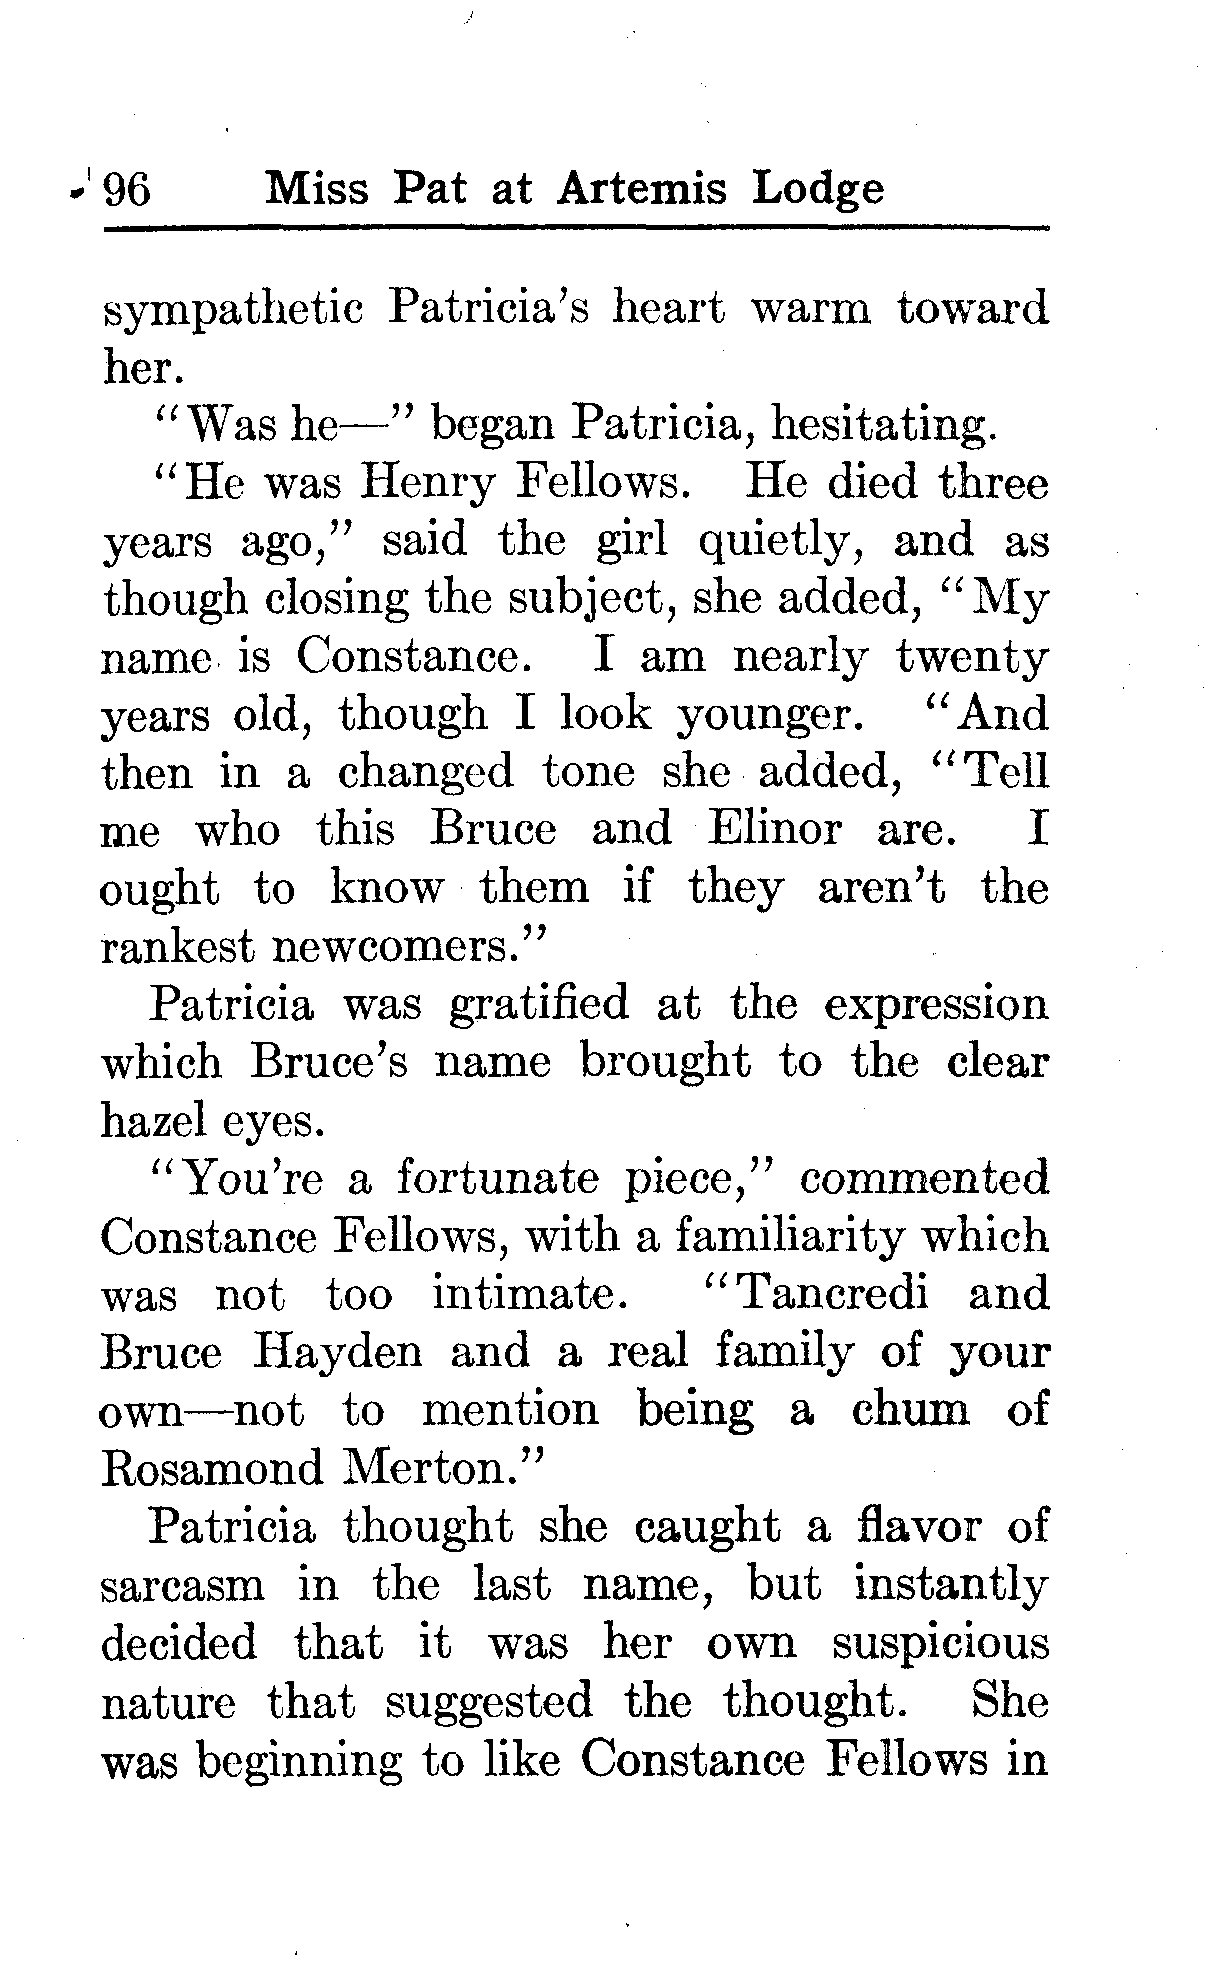 96 Miss Pat at Artemis Lodge
sympathetic Patricia's heart warm toward
her.
"Was he—" began Patricia, hesitating.
"He was Henry Fellows. He died three
years ago," said the girl quietly, and as
though closing the subject, she added, "My
name is Constance. I am nearly twenty
years old, though I look younger. "And
then in a changed tone she added, "Tell
me who this Bruce and Elinor are. I
ought to know them if they aren't the
rankest newcomers."
Patricia was gratified at the expression
which Bruce's name brought to the clear
hazel eyes.
"You're a fortunate piece," commented
Constance Fellows, with a familiarity which
was not too intimate. "Tancredi and
Bruce Hayden and a real family of your
own—not to mention being a chum of
Rosamond Merton."
Patricia thought she caught a flavor of
sarcasm in the last name, but instantly
decided that it was her own suspicious
nature that suggested the thought. She
was beginning to like Constance Fellows in